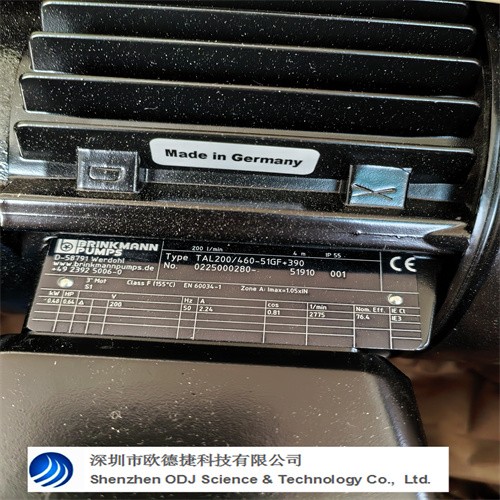 Made in Germany
BRINKMANN
PUMPS
D-58791 Werdohl
www.brinkmannpumps.de
+49 2392 5006-0
200 l/min 4 m IP 55
Type TAL200/460-51GF+390
No. 0225000280- 51910 001
CE
3~ Mot Class F (155°C) EN 60034-1 Zone A: Imax=1.05xIN
S1
kW HP V Hz A cos 1/min Nom. Eff. IE Cl
0.48 0.64 Δ 200 50 2.24 0.81 2775 76.4 IE3
深圳市欧德捷科技有限公司
Shenzhen ODJ Science & Technology Co., Ltd.